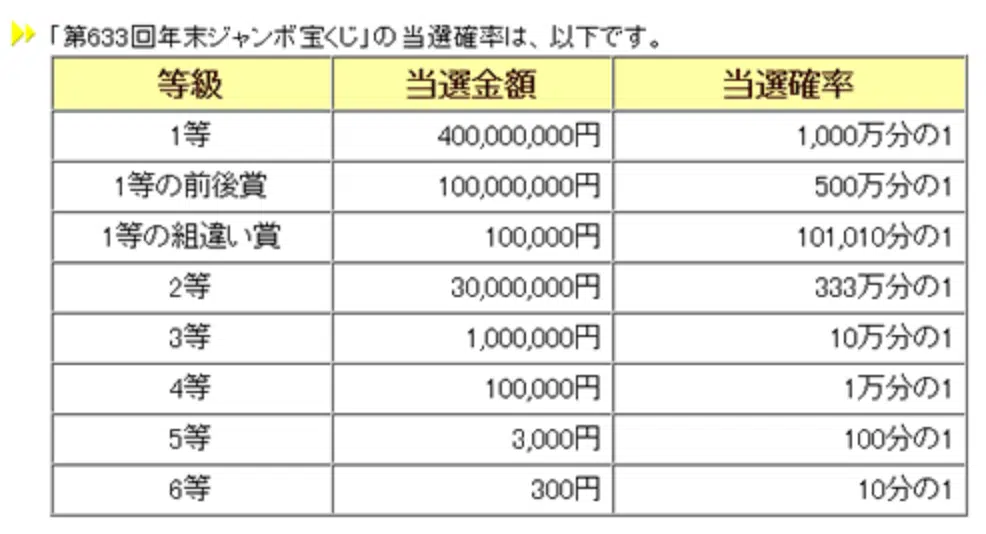 「第633回年末ジャンボ宝くじ」の当選確率は、以下です。
等級 当選金額 当選確率
1等 400,000,000円 1,000万分の1
1等の前後賞 100,000,000円 500万分の1
1等の組違い賞 100,000円 101,010分の1
2等 30,000,000円 333万分の1
3等 1,000,000円 10万分の1
4等 100,000円 1万分の1
5等 3,000円 100分の1
6等 300円 10分の1